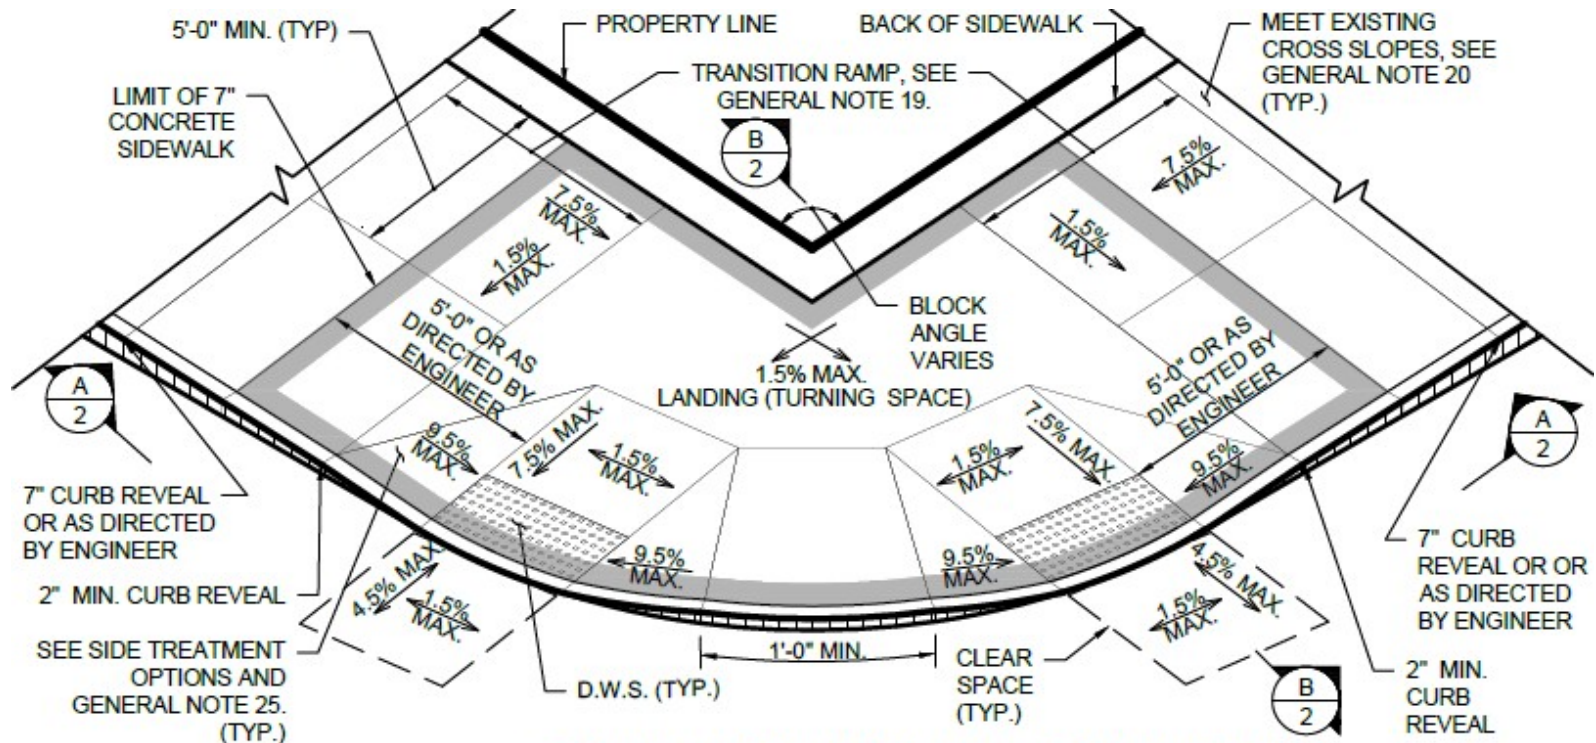 5'-0" MIN. (TYP)
PROPERTY LINE
BACK OF SIDEWALK
MEET EXISTING
CROSS SLOPES, SEE
GENERAL NOTE 20
(TYP.)
LIMIT OF 7"
CONCRETE
SIDEWALK
TRANSITION RAMP, SEE
GENERAL NOTE 19.
B
2
7.5%
MAX.
7.5%
MAX.
1.5%
MAX.
1.5%
MAX.
5'-0" OR AS
DIRECTED BY
ENGINEER
BLOCK
ANGLE
VARIES
5'-0" OR AS
DIRECTED BY
ENGINEER
1.5% MAX.
LANDING (TURNING SPACE)
A
2
A
2
9.5%
MAX.
7.5% MAX.
1.5%
MAX.
1.5%
MAX.
7.5% MAX.
9.5%
MAX.
7" CURB REVEAL
OR AS DIRECTED
BY ENGINEER
9.5%
MAX.
9.5%
MAX.
7" CURB
REVEAL OR OR
AS DIRECTED
BY ENGINEER
2" MIN. CURB REVEAL
4.5% MAX.
1.5%
MAX.
4.5% MAX.
1.5%
MAX.
SEE SIDE TREATMENT
OPTIONS AND
GENERAL NOTE 25.
(TYP.)
D.W.S. (TYP.)
1'-0" MIN.
CLEAR
SPACE
(TYP.)
B
2
2" MIN.
CURB
REVEAL